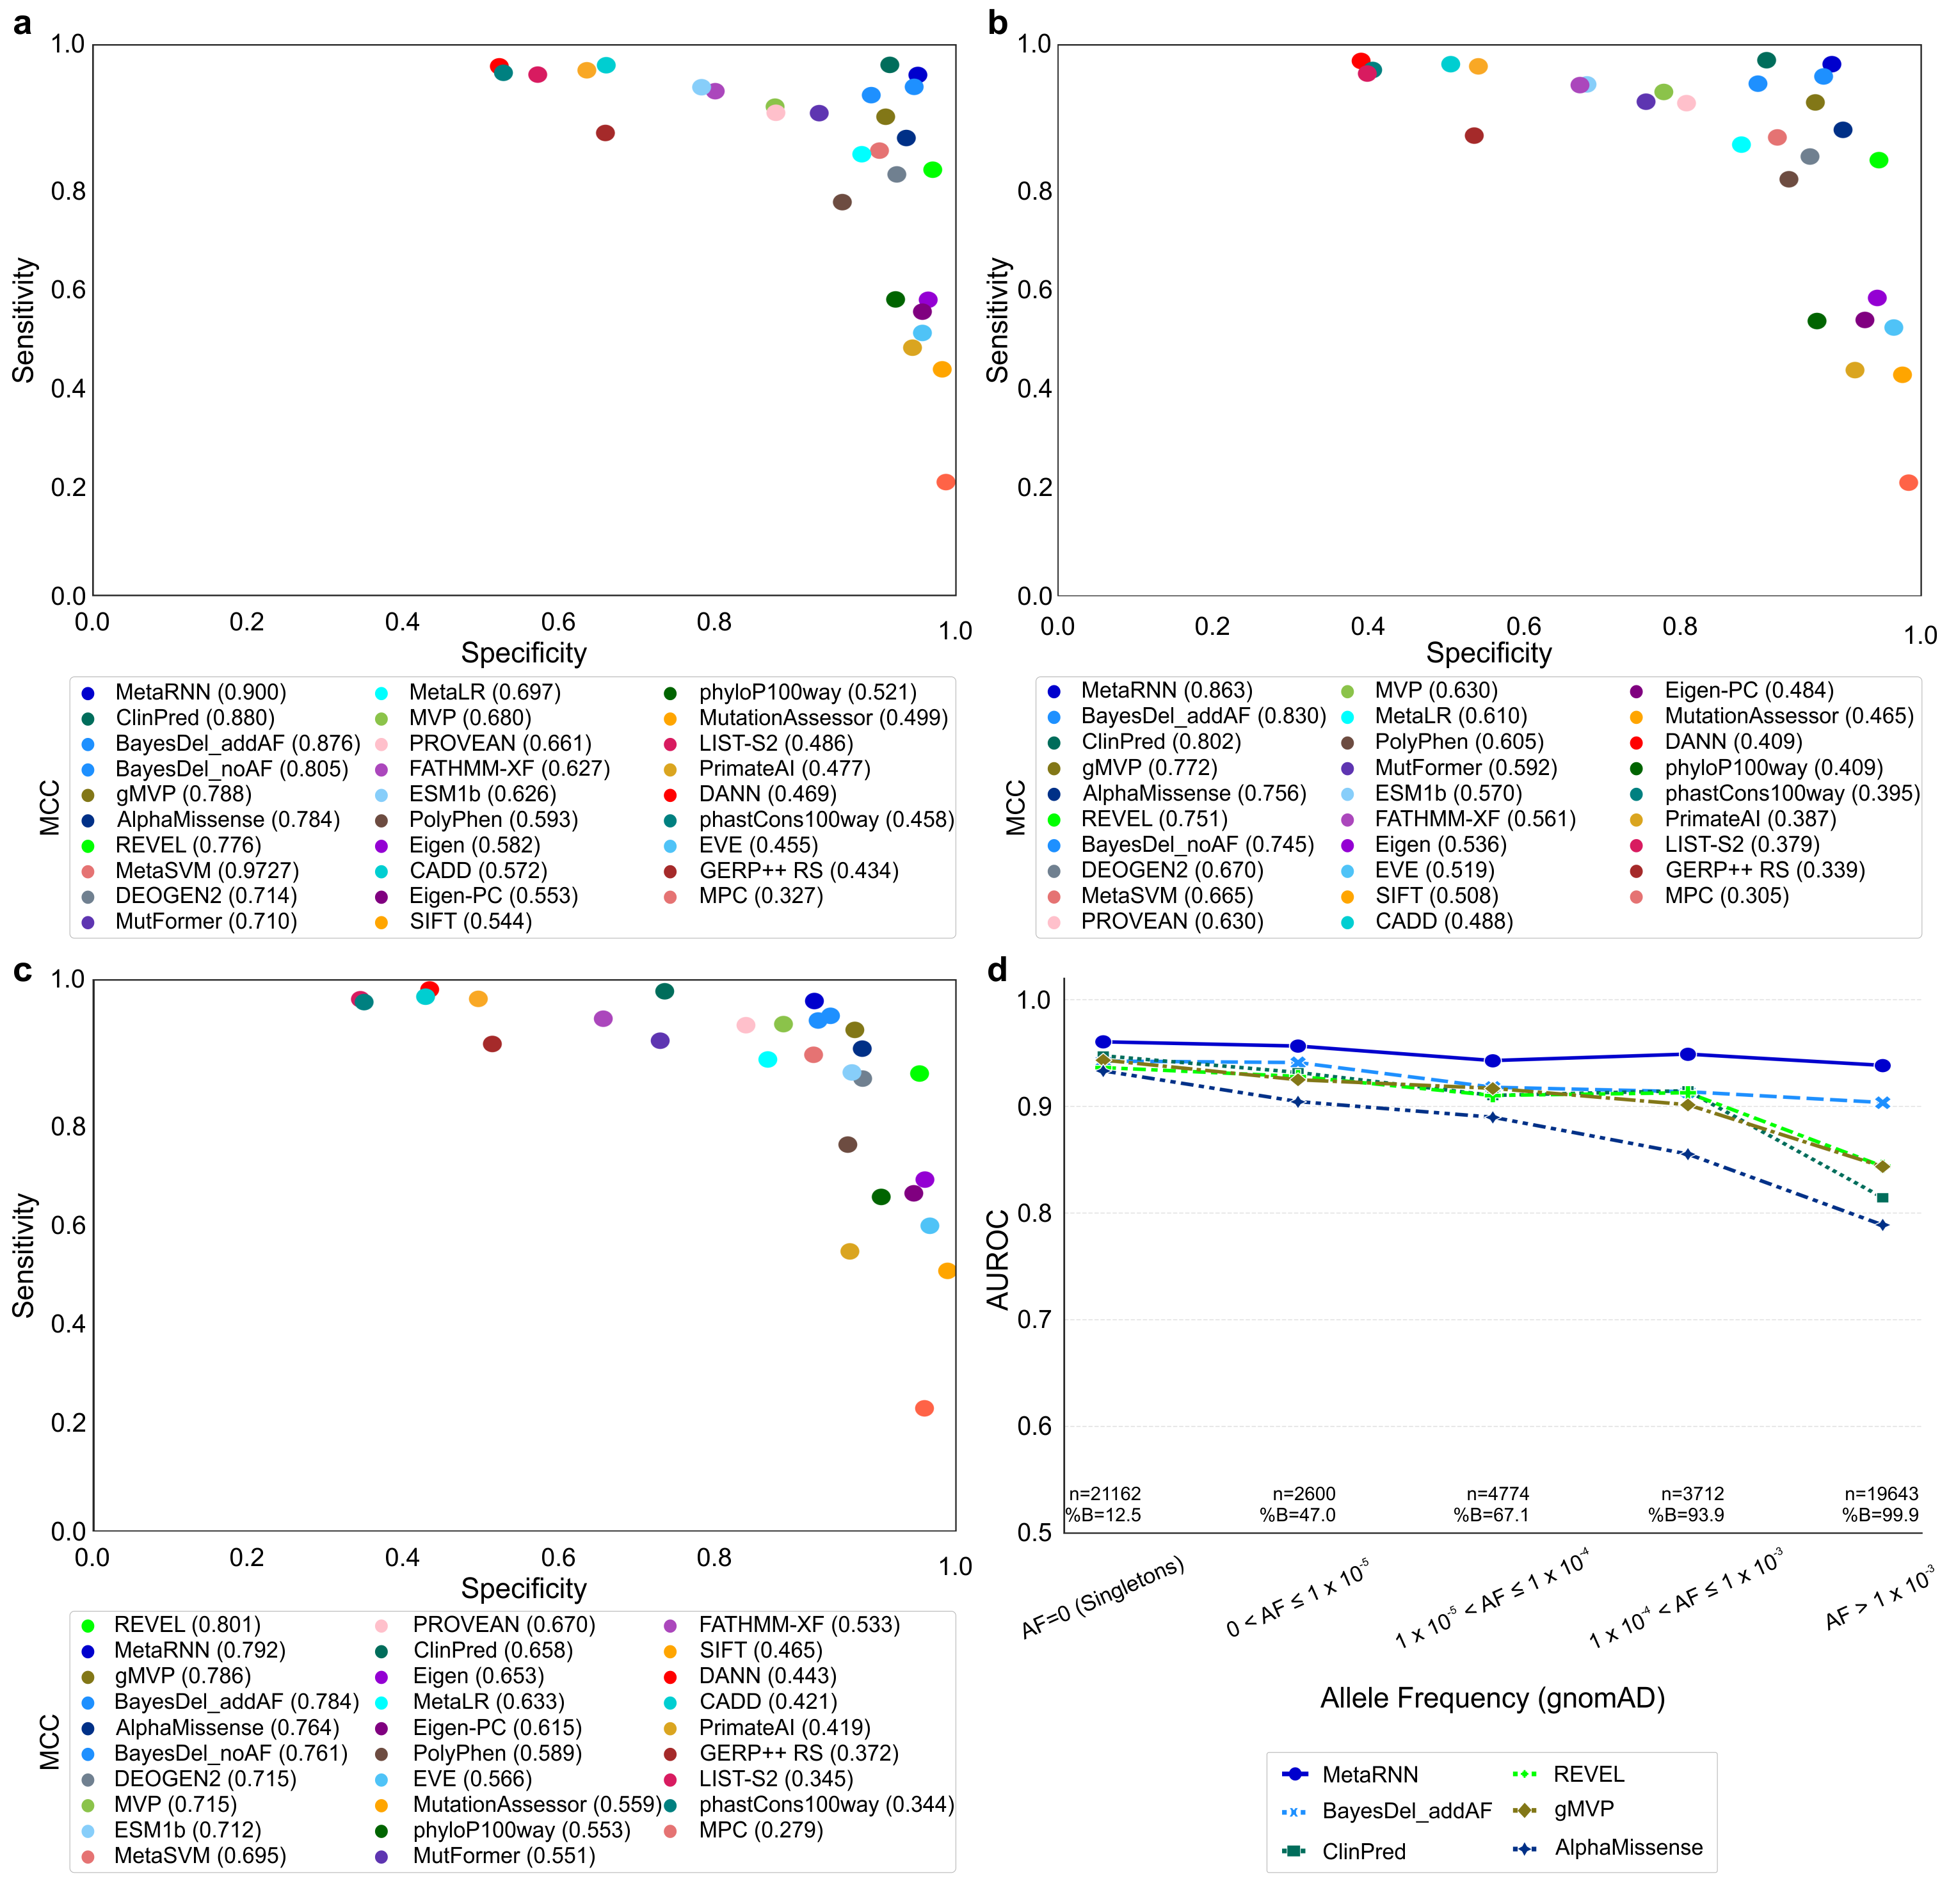 a
1.0
0.8
0.6
0.4
0.2
0.0
Sensitivity
0.0 0.2 0.4 0.6 0.8 1.0
Specificity
MCC
MetaRNN (0.900)
ClinPred (0.880)
BayesDel_addAF (0.876)
BayesDel_noAF (0.805)
gMVP (0.788)
AlphaMissense (0.784)
REVEL (0.776)
MetaSVM (0.9727)
DEOGEN2 (0.714)
MutFormer (0.710)
MetaLR (0.697)
MVP (0.680)
PROVEAN (0.661)
FATHMM-XF (0.627)
ESM1b (0.626)
PolyPhen (0.593)
Eigen (0.582)
CADD (0.572)
Eigen-PC (0.553)
SIFT (0.544)
phyloP100way (0.521)
MutationAssessor (0.499)
LIST-S2 (0.486)
PrimateAI (0.477)
DANN (0.469)
phastCons100way (0.458)
EVE (0.455)
GERP++ RS (0.434)
MPC (0.327)
b
1.0
0.8
0.6
0.4
0.2
0.0
Sensitivity
0.0 0.2 0.4 0.6 0.8 1.0
Specificity
MCC
MetaRNN (0.863)
BayesDel_addAF (0.830)
ClinPred (0.802)
gMVP (0.772)
AlphaMissense (0.756)
REVEL (0.751)
BayesDel_noAF (0.745)
DEOGEN2 (0.670)
MetaSVM (0.665)
PROVEAN (0.630)
MVP (0.630)
MetaLR (0.610)
PolyPhen (0.605)
MutFormer (0.592)
ESM1b (0.570)
FATHMM-XF (0.561)
Eigen (0.536)
EVE (0.519)
SIFT (0.508)
CADD (0.488)
Eigen-PC (0.484)
MutationAssessor (0.465)
DANN (0.409)
phyloP100way (0.409)
phastCons100way (0.395)
PrimateAI (0.387)
LIST-S2 (0.379)
GERP++ RS (0.339)
MPC (0.305)
c
1.0
0.8
0.6
0.4
0.2
0.0
Sensitivity
0.0 0.2 0.4 0.6 0.8 1.0
Specificity
MCC
REVEL (0.801)
MetaRNN (0.792)
gMVP (0.786)
BayesDel_addAF (0.784)
AlphaMissense (0.764)
BayesDel_noAF (0.761)
DEOGEN2 (0.715)
MVP (0.715)
ESM1b (0.712)
MetaSVM (0.695)
PROVEAN (0.670)
ClinPred (0.658)
Eigen (0.653)
MetaLR (0.633)
Eigen-PC (0.615)
PolyPhen (0.589)
EVE (0.566)
MutationAssessor (0.559)
phyloP100way (0.553)
MutFormer (0.551)
FATHMM-XF (0.533)
SIFT (0.465)
DANN (0.443)
CADD (0.421)
PrimateAI (0.419)
GERP++ RS (0.372)
LIST-S2 (0.345)
phastCons100way (0.344)
MPC (0.279)
d
1.0
0.9
0.8
0.7
0.6
0.5
AUROC
n=21162
%B=12.5
n=2600
%B=47.0
n=4774
%B=67.1
n=3712
%B=93.9
n=19643
%B=99.9
AF=0 (Singletons)
0 < AF ≤ 1 x 10⁻⁵
1 x 10⁻⁵ < AF ≤ 1 x 10⁻⁴
1 x 10⁻⁴ < AF ≤ 1 x 10⁻³
AF > 1 x 10⁻³
Allele Frequency (gnomAD)
MetaRNN
BayesDel_addAF
ClinPred
REVEL
gMVP
AlphaMissense